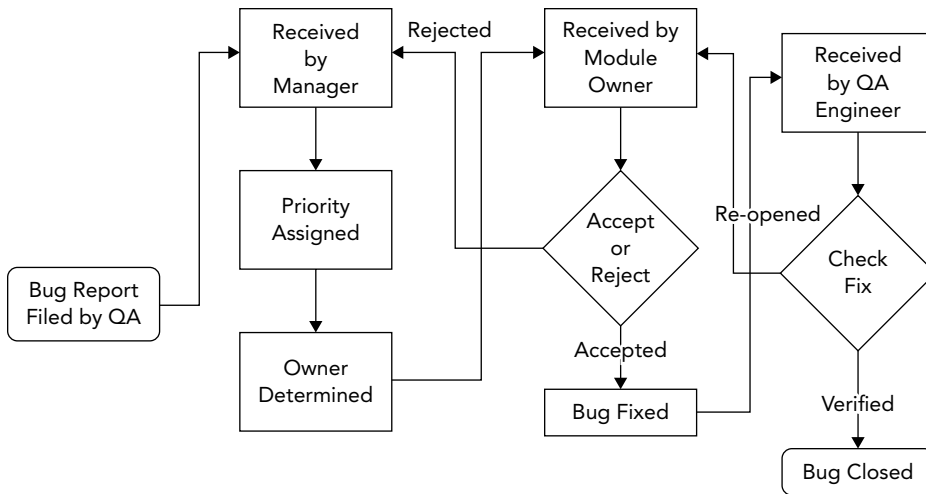 Received
by
Manager
Rejected
Received by
Module
Owner
Received
by QA
Engineer
Priority
Assigned
Accept
or
Reject
Re-opened
Check
Fix
Bug Report
Filed by QA
Owner
Determined
Accepted
Bug Fixed
Verified
Bug Closed